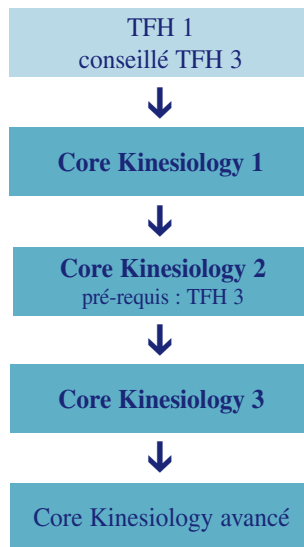 TFH 1
conseillé TFH 3
Core Kinesiology 1
Core Kinesiology 2
pré-requis : TFH 3
Core Kinesiology 3
Core Kinesiology avancé